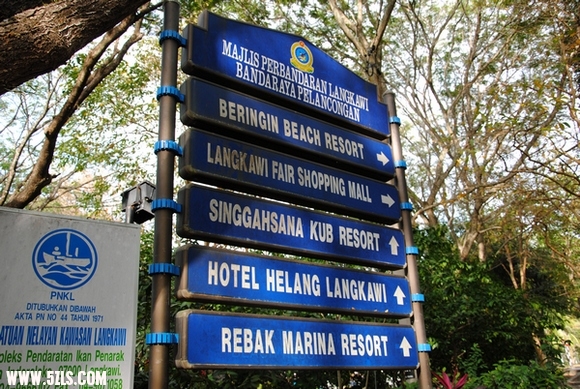 MAJLIS PERBANDARAN LANGKAWI
BANDARAYA PELANCONGAN
BERINGIN BEACH RESORT
LANGKAWI FAIR SHOPPING MALL
SINGGAHSANA KUB RESORT
HOTEL HELANG LANGKAWI
REBAK MARINA RESORT
PNKL
DITUBUHKAN DIBAWAH
AKTA PN NO 44 TAHUN 1971
NELAYAN KAWASAN LANGKAWI
Pendaratan Ikan Penarak
Langkawi.
WWW.5ILS.COM